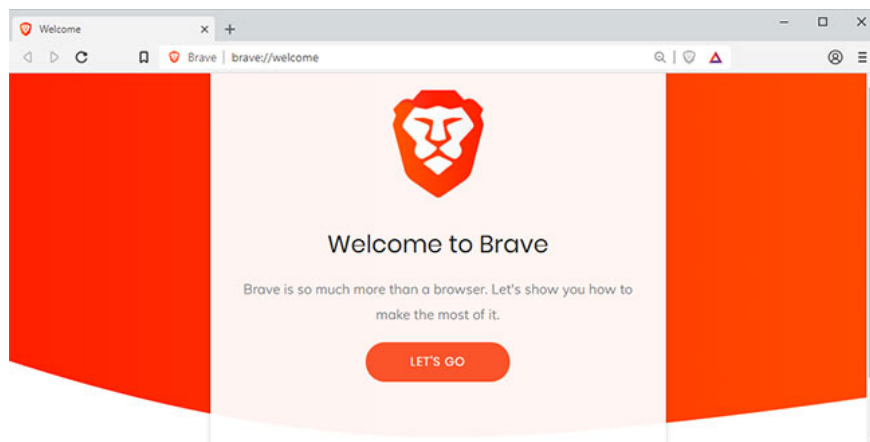 Welcome
Brave | brave://welcome
Welcome to Brave
Brave is so much more than a browser. Let's show you how to
make the most of it.
LET'S GO